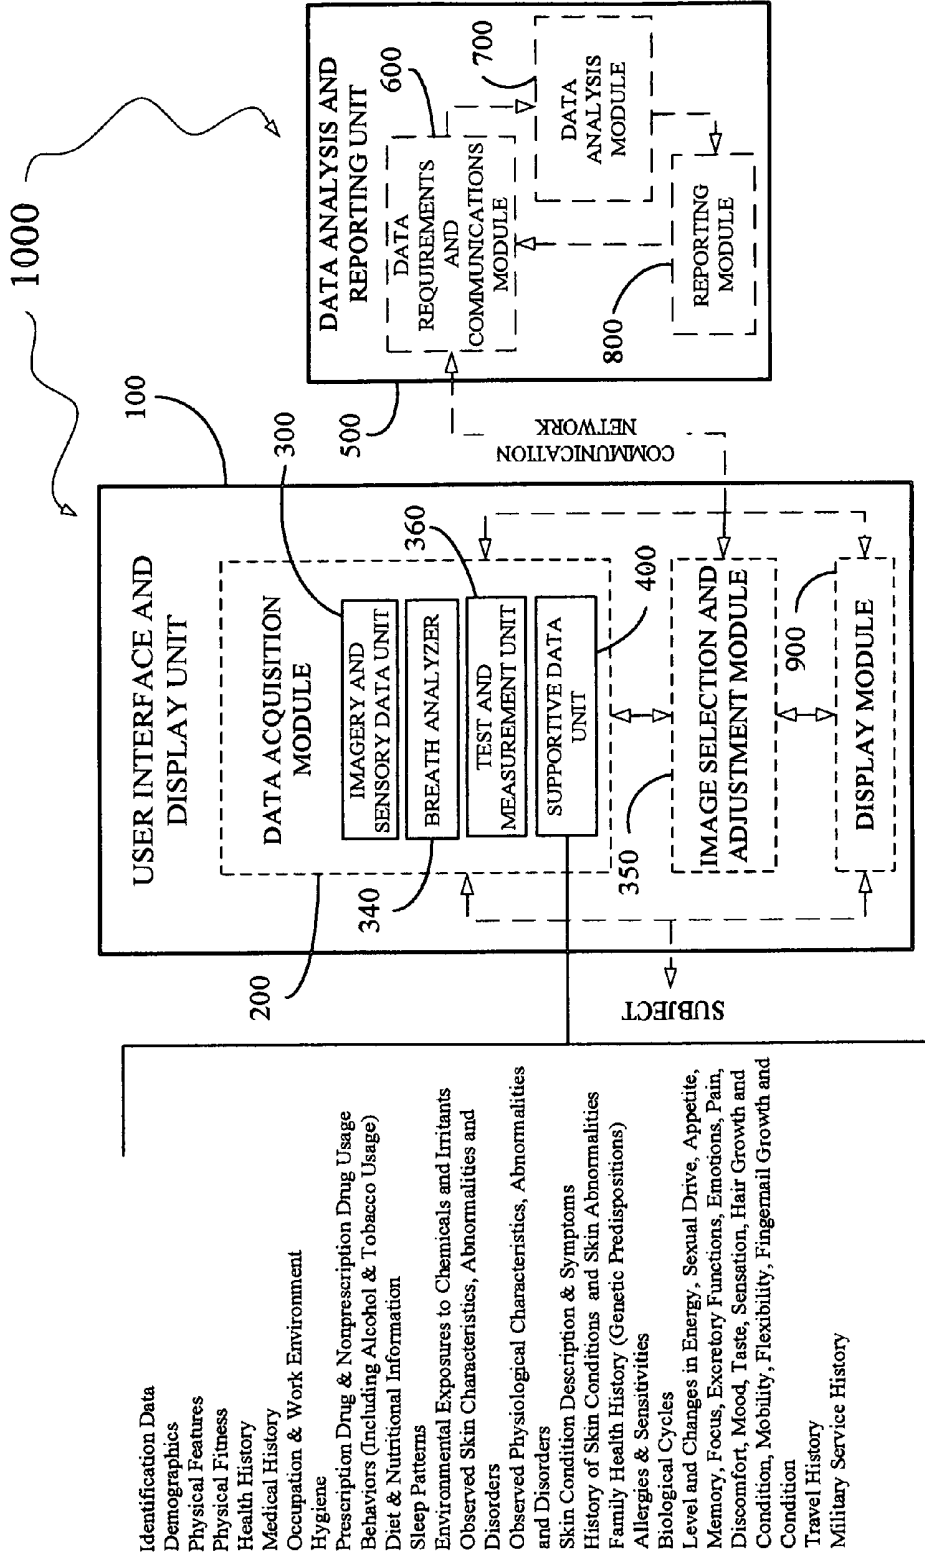 1000
USER INTERFACE AND
DISPLAY UNIT
100
DATA ACQUISITION
MODULE
200
IMAGERY AND
SENSORY DATA UNIT
300
BREATH ANALYZER
340
TEST AND
MEASUREMENT UNIT
360
SUPPORTIVE DATA
UNIT
400
IMAGE SELECTION AND
ADJUSTMENT MODULE
350
DISPLAY MODULE
900
SUBJECT
COMMUNICATION
NETWORK
DATA ANALYSIS AND
REPORTING UNIT
500
DATA
REQUIREMENTS
AND
COMMUNICATIONS
MODULE
600
DATA
ANALYSIS
MODULE
700
REPORTING
MODULE
800
Identification Data
Demographics
Physical Features
Physical Fitness
Health History
Medical History
Occupation & Work Environment
Hygiene
Prescription Drug & Nonprescription Drug Usage
Behaviors (Including Alcohol & Tobacco Usage)
Diet & Nutritional Information
Sleep Patterns
Environmental Exposures to Chemicals and Irritants
Observed Skin Characteristics, Abnormalities and
Disorders
Observed Physiological Characteristics, Abnormalities
and Disorders
Skin Condition Description & Symptoms
History of Skin Conditions and Skin Abnormalities
Family Health History (Genetic Predispositions)
Allergies & Sensitivities
Biological Cycles
Level and Changes in Energy, Sexual Drive, Appetite,
Memory, Focus, Excretory Functions, Emotions, Pain,
Discomfort, Mood, Taste, Sensation, Hair Growth and
Condition, Mobility, Flexibility, Fingernail Growth and
Condition
Travel History
Military Service History